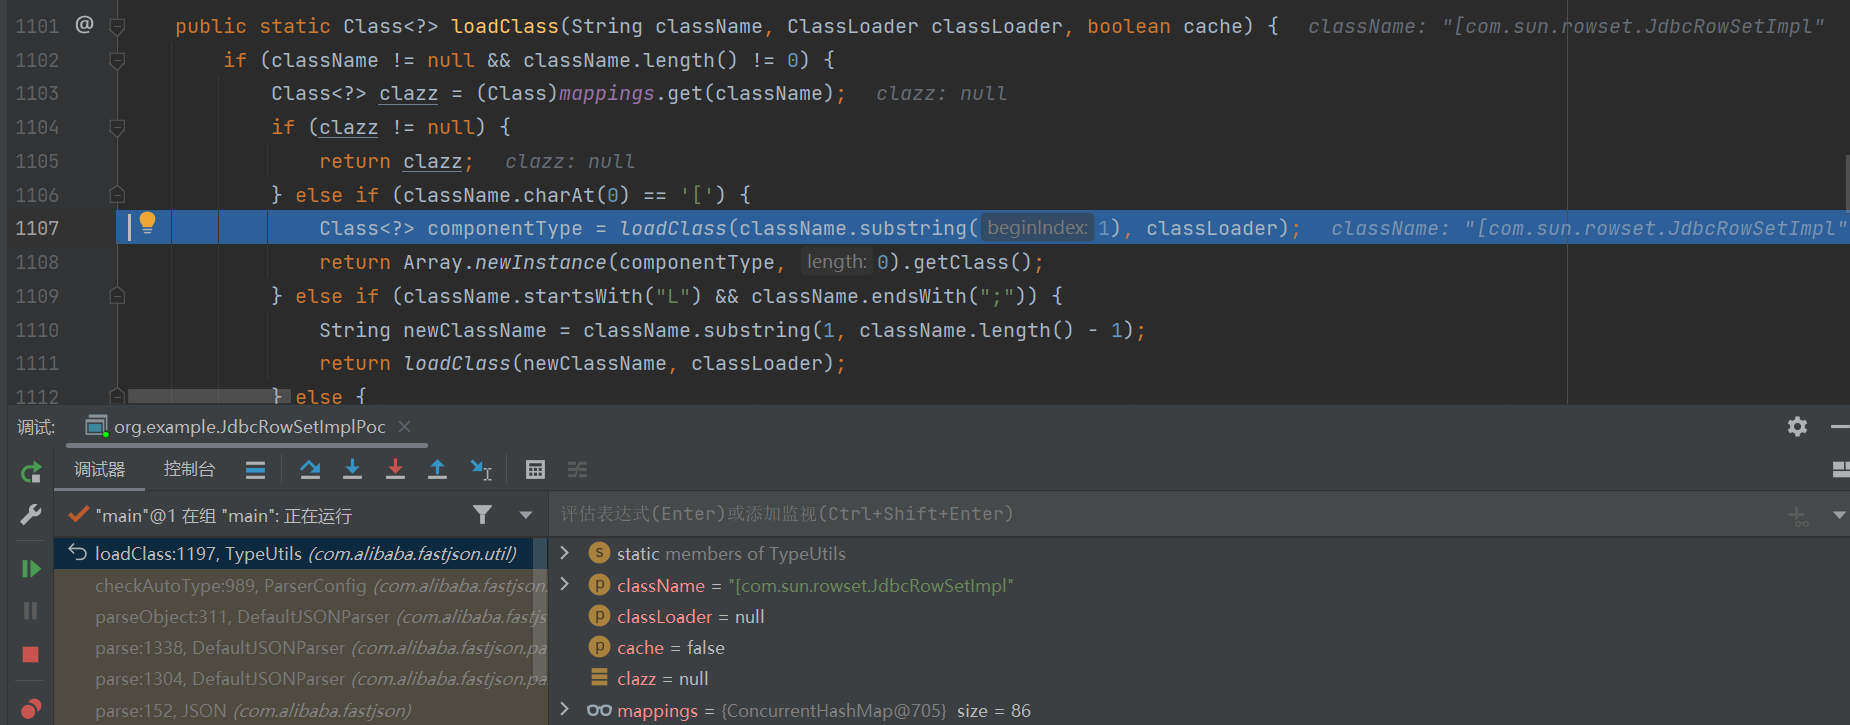 1101 @ public static Class<?> loadClass(String className, ClassLoader classLoader, boolean cache) { className: "[com.sun.rowset.JdbcRowSetImpl"
1102 if (className != null && className.length() != 0) {
1103 Class<?> clazz = (Class)mappings.get(className); clazz: null
1104 if (clazz != null) {
1105 return clazz; clazz: null
1106 } else if (className.charAt(0) == '[') {
1107 Class<?> componentType = loadClass(className.substring( beginIndex: 1), classLoader); className: "[com.sun.rowset.JdbcRowSetImpl"
1108 return Array.newInstance(componentType, length: 0).getClass();
1109 } else if (className.startsWith("L") && className.endsWith(";")) {
1110 String newClassName = className.substring(1, className.length() - 1);
1111 return loadClass(newClassName, classLoader);
1112 } else {
调试: org.example.JdbcRowSetImplPoc
调试器 控制台
"main"@1 在组 "main": 正在运行
评估表达式(Enter)或添加监视(Ctrl+Shift+Enter)
loadClass:1197, TypeUtils (com.alibaba.fastjson.util)
checkAutoType:989, ParserConfig (com.alibaba.fastjson.
parseObject:311, DefaultJSONParser (com.alibaba.fastjs
parse:1338, DefaultJSONParser (com.alibaba.fastjson.pa
parse:1304, DefaultJSONParser (com.alibaba.fastjson.pa
parse:152, JSON (com.alibaba.fastjson)
s static members of TypeUtils
p className = "[com.sun.rowset.JdbcRowSetImpl"
p classLoader = null
p cache = false
clazz = null
mappings = {ConcurrentHashMap@705} size = 86